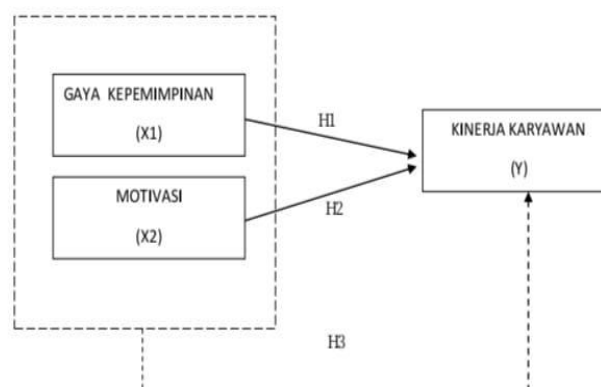 GAYA KEPEMIMPINAN
(X1)
H1
KINERJA KARYAWAN
(Y)
MOTIVASI
(X2)
H2
H3